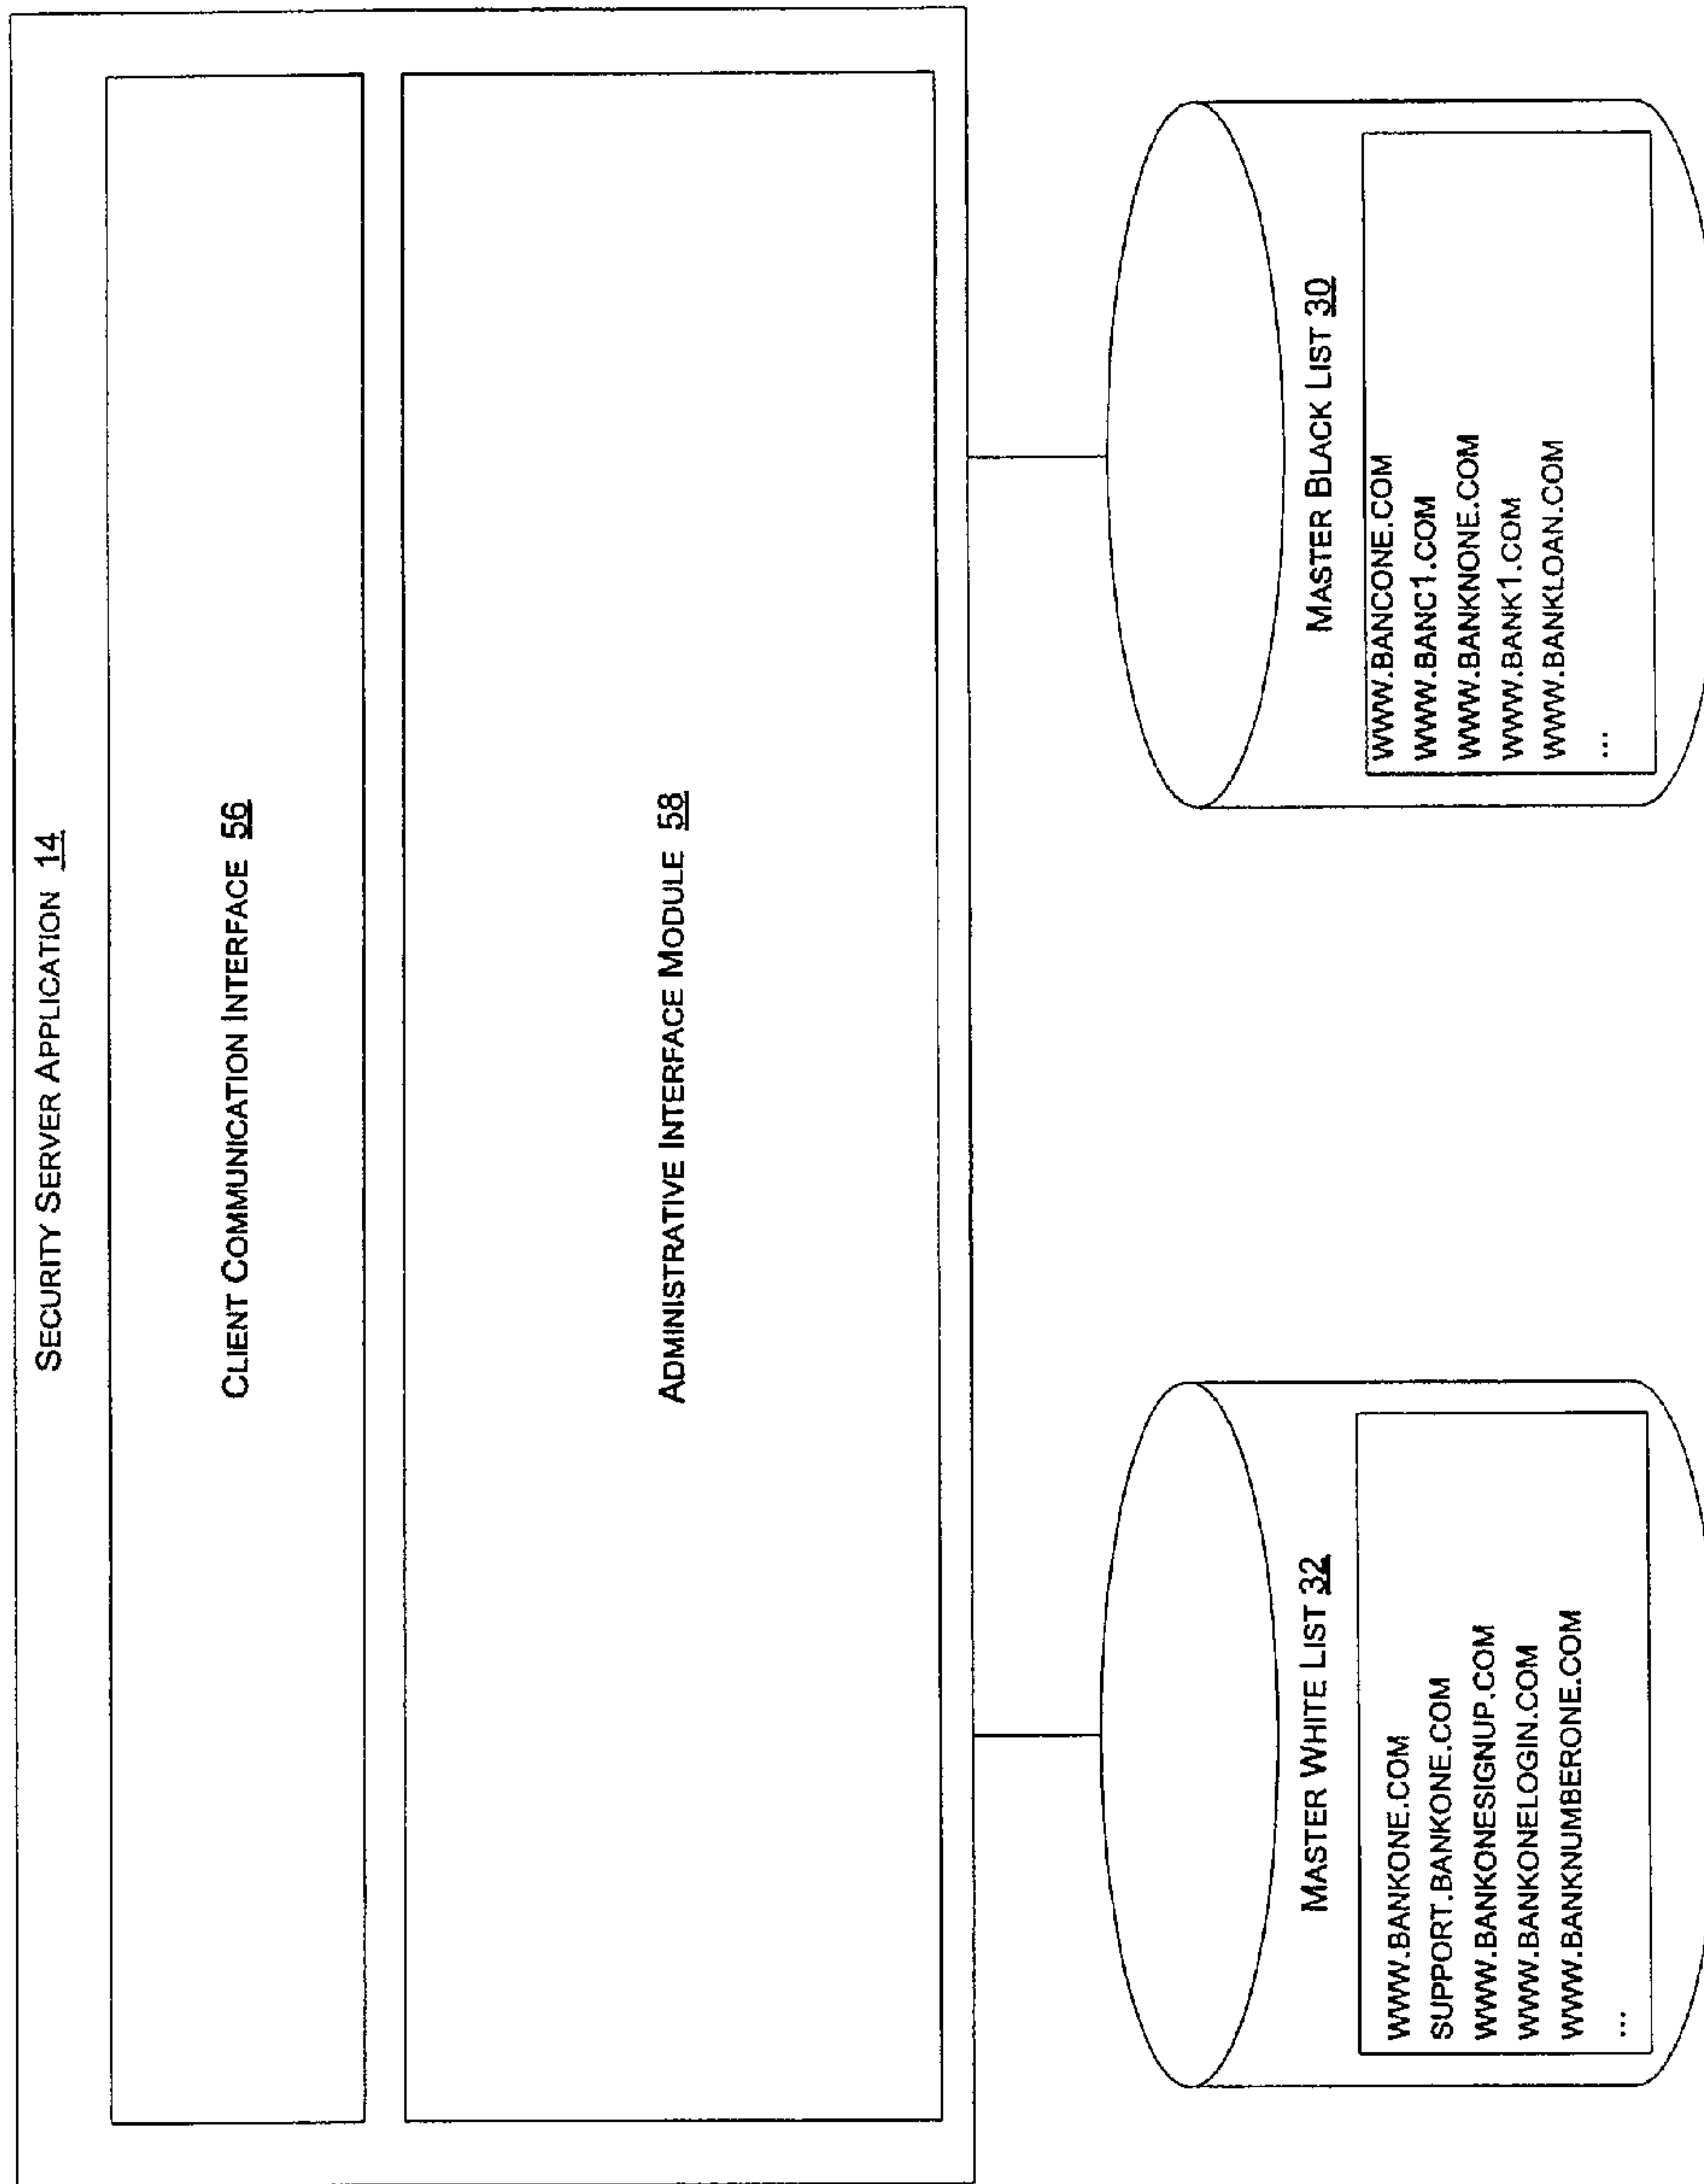 SECURITY SERVER APPLICATION 14
CLIENT COMMUNICATION INTERFACE 56
ADMINISTRATIVE INTERFACE MODULE 58
MASTER WHITE LIST 32
WWW.BANKONE.COM
SUPPORT.BANKONE.COM
WWW.BANKONESIGNUP.COM
WWW.BANKONELOGIN.COM
WWW.BANKNUMBERONE.COM
...
MASTER BLACK LIST 30
WWW.BANCONE.COM
WWW.BANC1.COM
WWW.BANKNONE.COM
WWW.BANK1.COM
WWW.BANKLOAN.COM
...